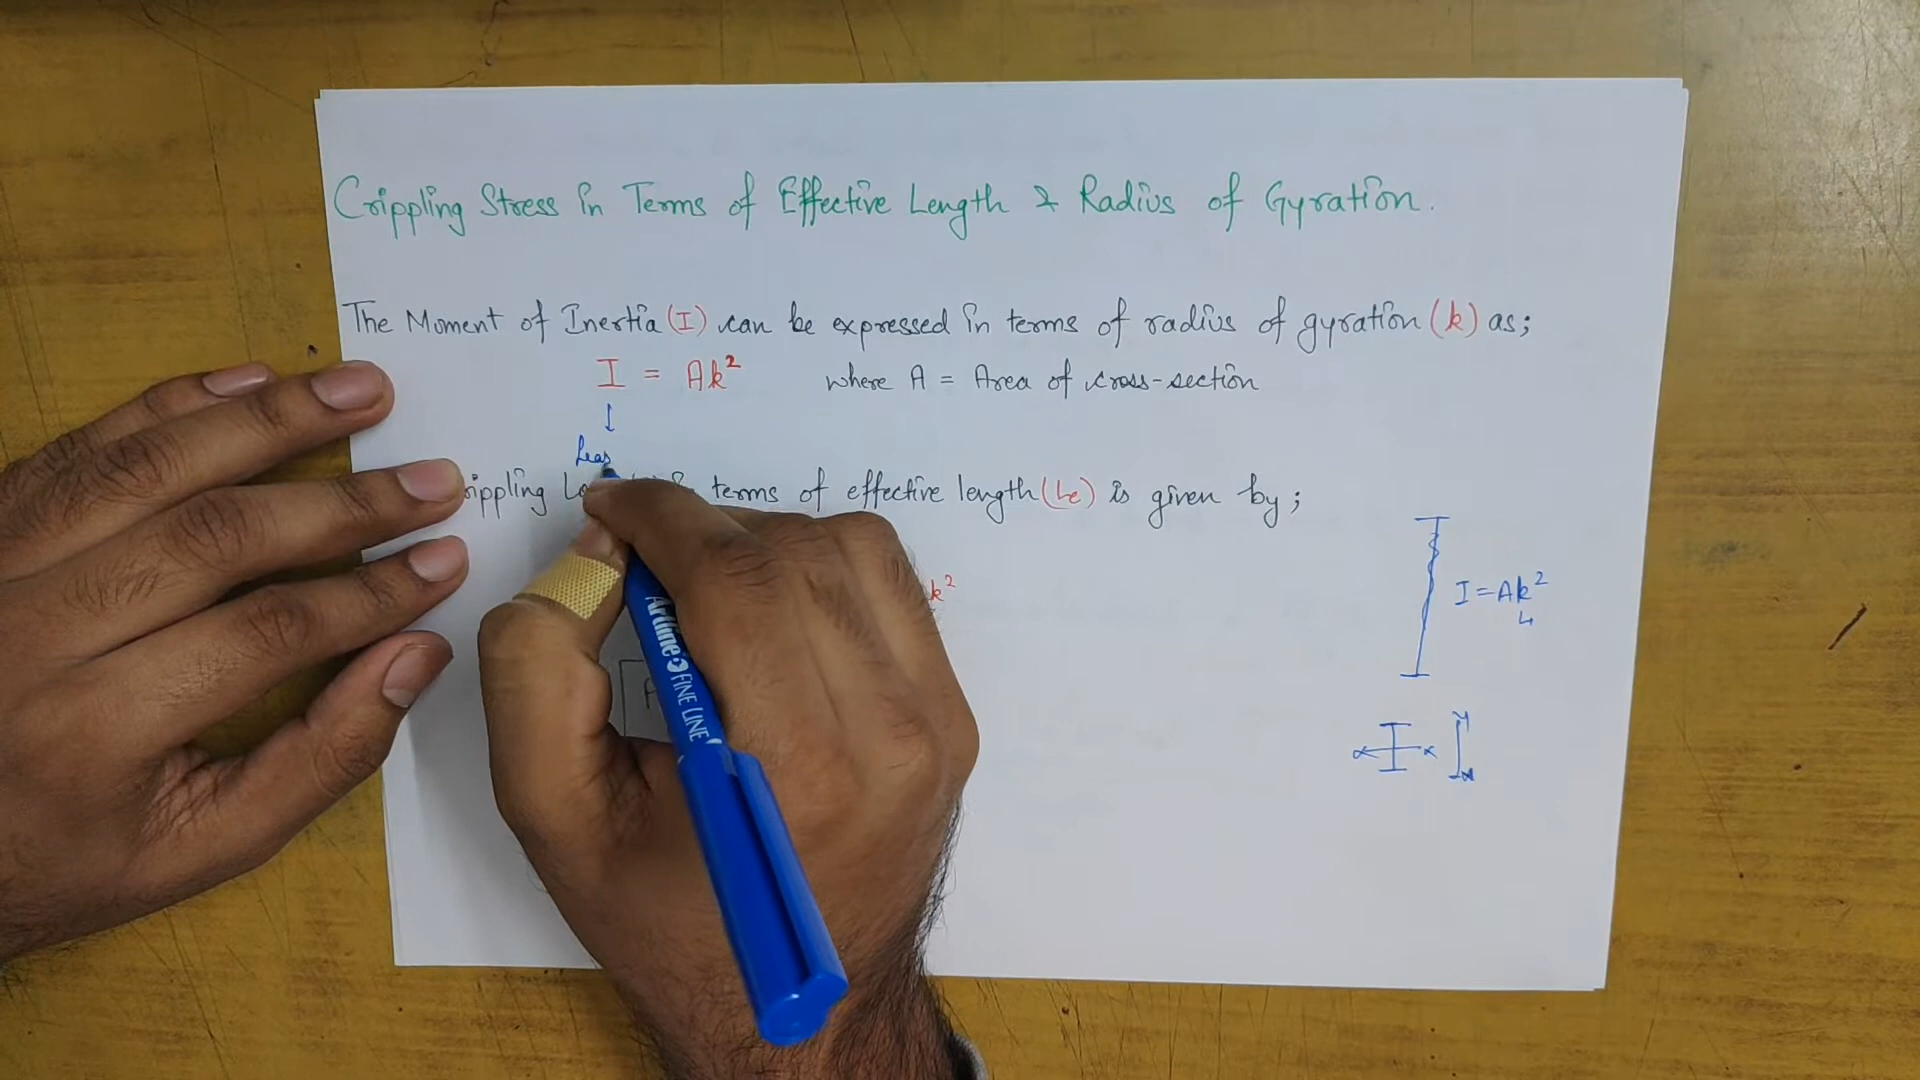 Crippling Stress in Terms of Effective Length & Radius of Gyration.
The Moment of Inertia (I) can be expressed in terms of radius of gyration (k) as;
I = Ak² where A = Area of cross-section
Leas
rippling terms of effective length (Le) is given by;
k²
I = Ak²
Artline FINE LINE
x x y